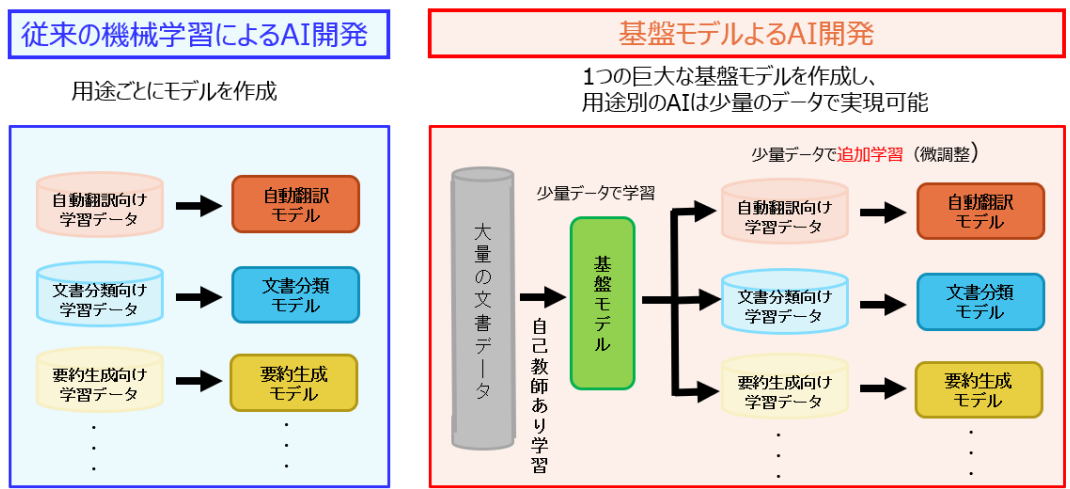 従来の機械学習によるAI開発
用途ごとにモデルを作成
自動翻訳向け
学習データ
自動翻訳
モデル
文書分類向け
学習データ
文書分類
モデル
要約生成向け
学習データ
要約生成
モデル
基盤モデルよるAI開発
1つの巨大な基盤モデルを作成し、
用途別のAIは少量のデータで実現可能
少量データで追加学習（微調整）
少量データで学習
大量の文書データ
自己教師あり学習
基盤モデル
自動翻訳向け
学習データ
自動翻訳
モデル
文書分類向け
学習データ
文書分類
モデル
要約生成向け
学習データ
要約生成
モデル